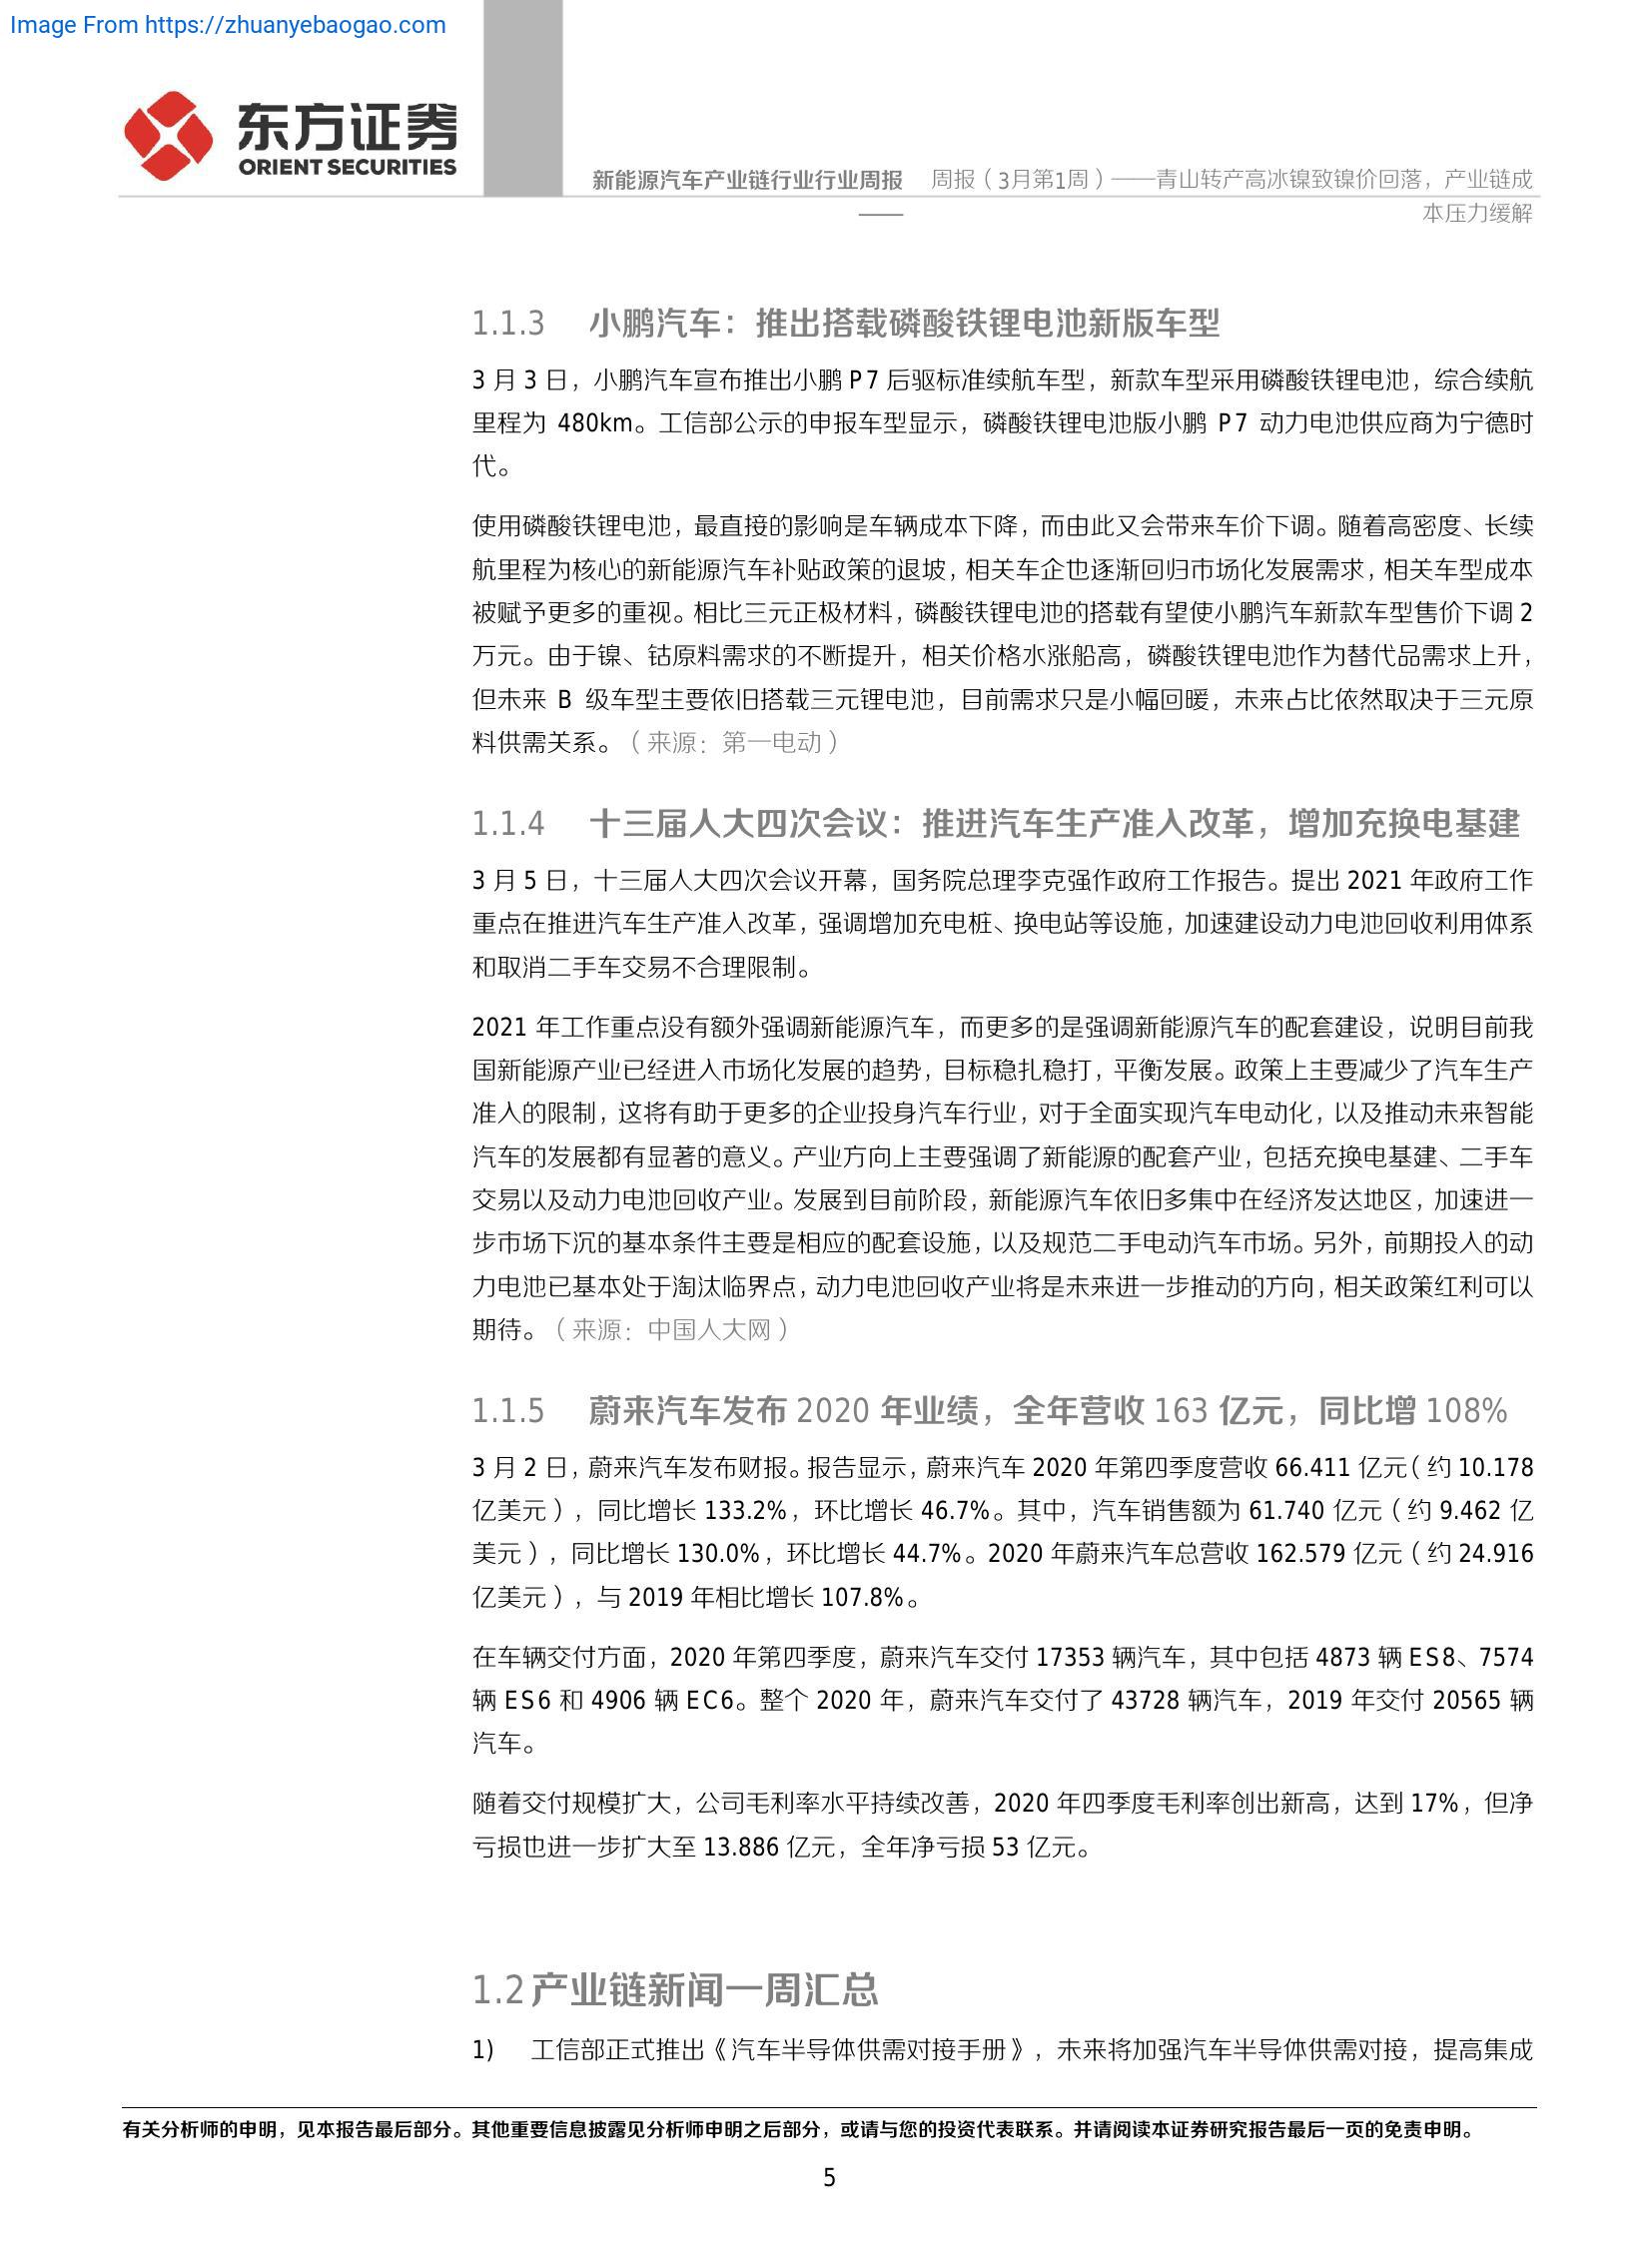 Image From https://zhuanyebaogao.com
东方证券
ORIENT SECURITIES
新能源汽车产业链行业行业周报 周报（3月第1周）——青山转产高冰镍致镍价回落，产业链成
—— 本压力缓解
1.1.3 小鹏汽车：推出搭载磷酸铁锂电池新版车型
3 月 3 日，小鹏汽车宣布推出小鹏 P7 后驱标准续航车型，新款车型采用磷酸铁锂电池，综合续航
里程为 480km。工信部公示的申报车型显示，磷酸铁锂电池版小鹏 P7 动力电池供应商为宁德时
代。
使用磷酸铁锂电池，最直接的影响是车辆成本下降，而由此又会带来车价下调。随着高密度、长续
航里程为核心的新能源汽车补贴政策的退坡，相关车企也逐渐回归市场化发展需求，相关车型成本
被赋予更多的重视。相比三元正极材料，磷酸铁锂电池的搭载有望使小鹏汽车新款车型售价下调 2
万元。由于镍、钴原料需求的不断提升，相关价格水涨船高，磷酸铁锂电池作为替代品需求上升，
但未来 B 级车型主要依旧搭载三元锂电池，目前需求只是小幅回暖，未来占比依然取决于三元原
料供需关系。（来源：第一电动）
1.1.4 十三届人大四次会议：推进汽车生产准入改革，增加充换电基建
3 月 5 日，十三届人大四次会议开幕，国务院总理李克强作政府工作报告。提出 2021 年政府工作
重点在推进汽车生产准入改革，强调增加充电桩、换电站等设施，加速建设动力电池回收利用体系
和取消二手车交易不合理限制。
2021 年工作重点没有额外强调新能源汽车，而更多的是强调新能源汽车的配套建设，说明目前我
国新能源产业已经进入市场化发展的趋势，目标稳扎稳打，平衡发展。政策上主要减少了汽车生产
准入的限制，这将有助于更多的企业投身汽车行业，对于全面实现汽车电动化，以及推动未来智能
汽车的发展都有显著的意义。产业方向上主要强调了新能源的配套产业，包括充换电基建、二手车
交易以及动力电池回收产业。发展到目前阶段，新能源汽车依旧多集中在经济发达地区，加速进一
步市场下沉的基本条件主要是相应的配套设施，以及规范二手电动汽车市场。另外，前期投入的动
力电池已基本处于淘汰临界点，动力电池回收产业将是未来进一步推动的方向，相关政策红利可以
期待。（来源：中国人大网）
1.1.5 蔚来汽车发布 2020 年业绩，全年营收 163 亿元，同比增 108%
3 月 2 日，蔚来汽车发布财报。报告显示，蔚来汽车 2020 年第四季度营收 66.411 亿元（约 10.178
亿美元），同比增长 133.2%，环比增长 46.7%。其中，汽车销售额为 61.740 亿元（约 9.462 亿
美元），同比增长 130.0%，环比增长 44.7%。2020 年蔚来汽车总营收 162.579 亿元（约 24.916
亿美元），与 2019 年相比增长 107.8%。
在车辆交付方面，2020 年第四季度，蔚来汽车交付 17353 辆汽车，其中包括 4873 辆 ES8、7574
辆 ES6 和 4906 辆 EC6。整个 2020 年，蔚来汽车交付了 43728 辆汽车，2019 年交付 20565 辆
汽车。
随着交付规模扩大，公司毛利率水平持续改善，2020 年四季度毛利率创出新高，达到 17%，但净
亏损也进一步扩大至 13.886 亿元，全年净亏损 53 亿元。
1.2 产业链新闻一周汇总
1) 工信部正式推出《汽车半导体供需对接手册》，未来将加强汽车半导体供需对接，提高集成
有关分析师的申明，见本报告最后部分。其他重要信息披露见分析师申明之后部分，或请与您的投资代表联系。并请阅读本证券研究报告最后一页的免责申明。
5